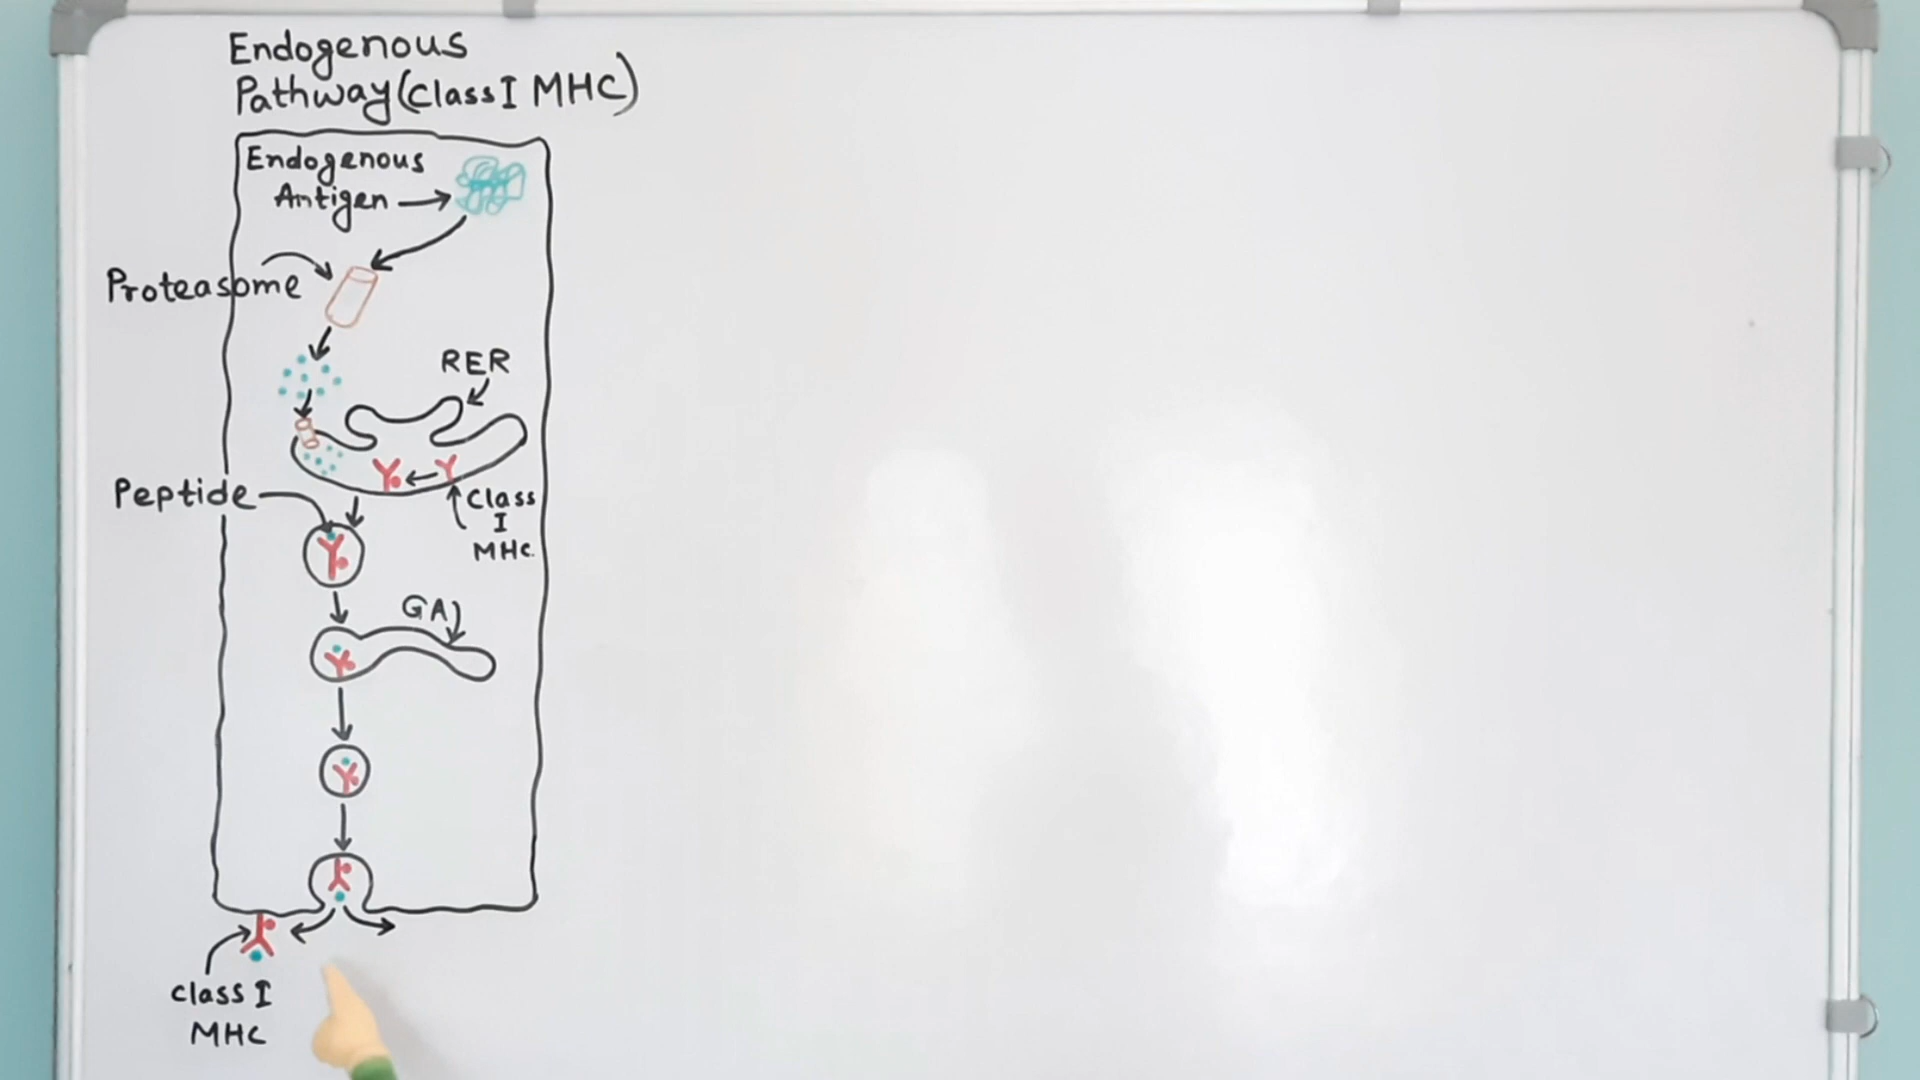 Endogenous
Pathway (Class I MHC)
Endogenous
Antigen
Proteasome
RER
Peptide
Class
I
MHC.
GA
Class I
MHC